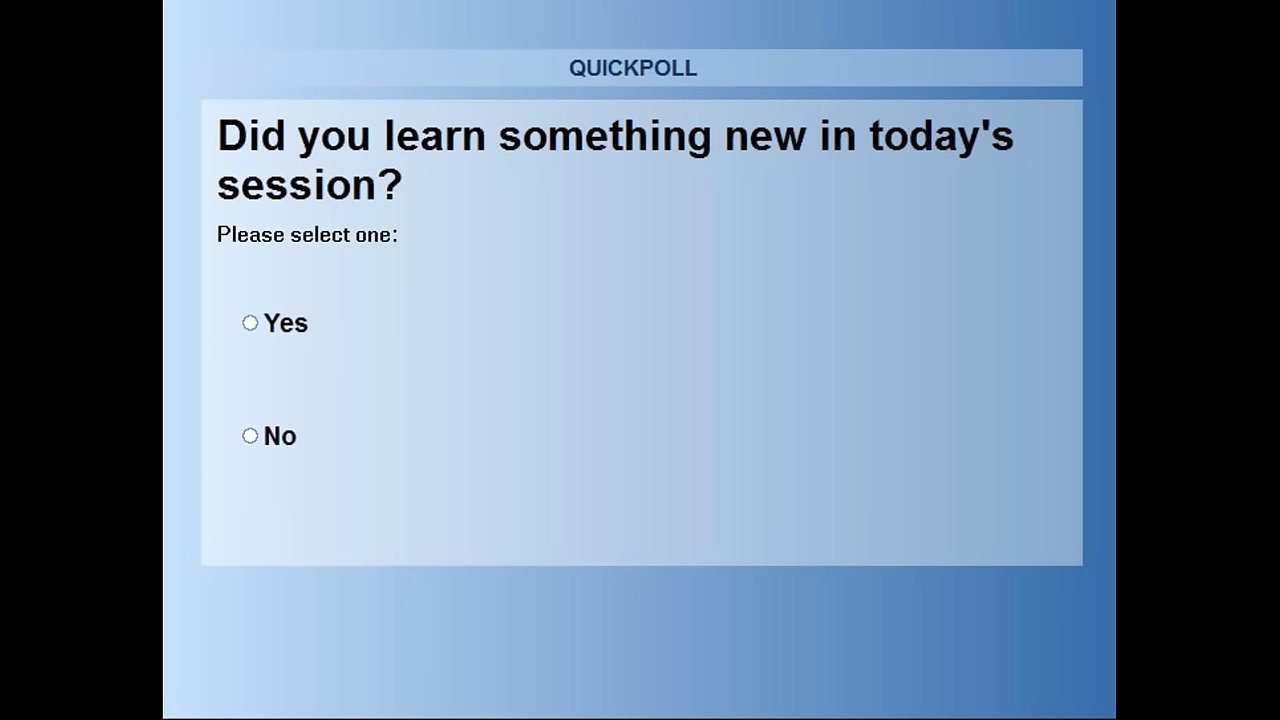 QUICKPOLL
Did you learn something new in today's
session?
Please select one:
Yes
No